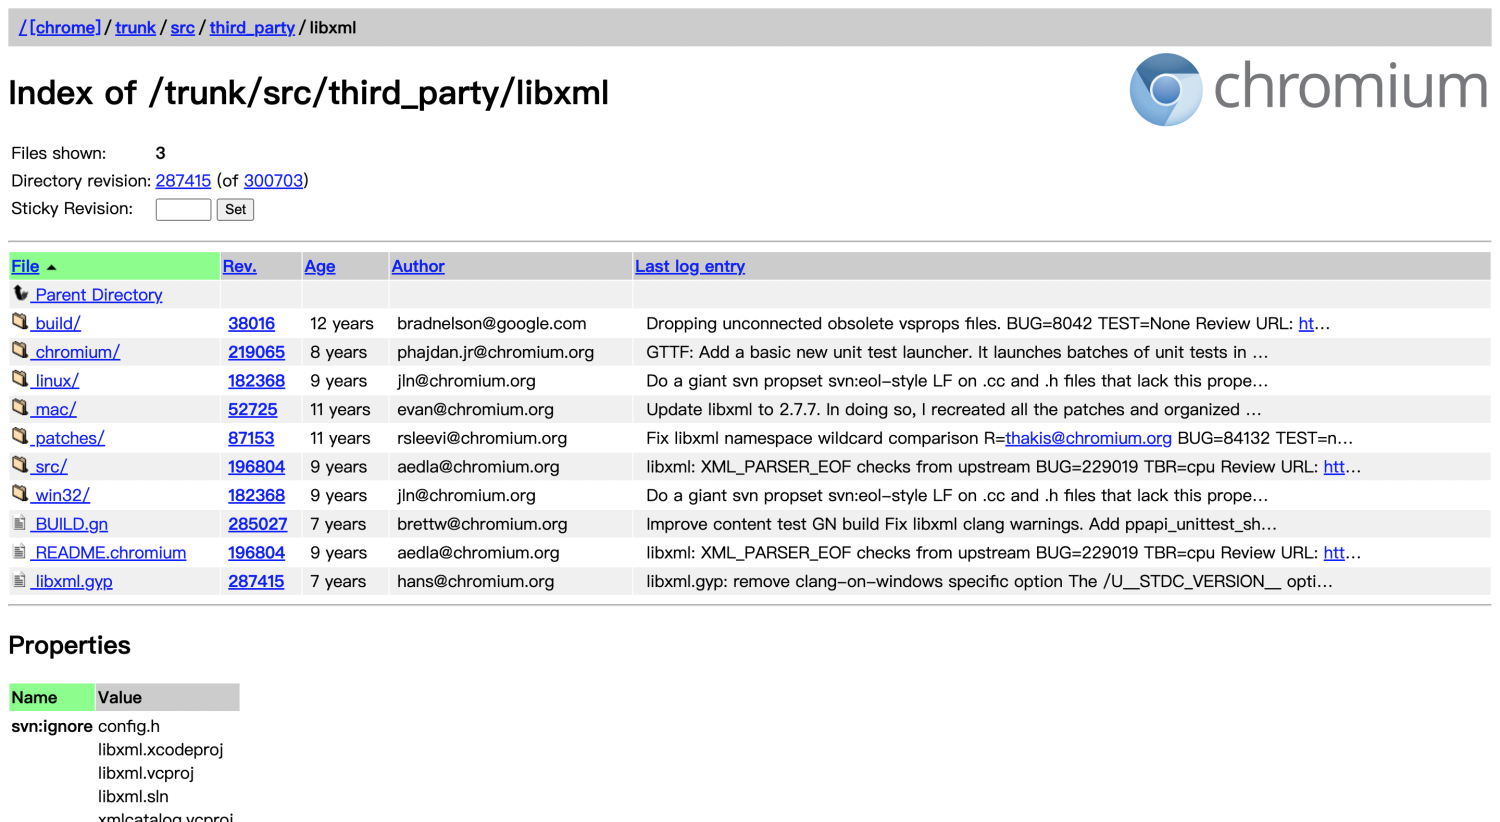 / [chrome] / trunk / src / third_party / libxml
chromium
Index of /trunk/src/third_party/libxml
Files shown: 3
Directory revision: 287415 (of 300703)
Sticky Revision: Set
File Rev. Age Author Last log entry
Parent Directory
build/ 38016 12 years bradnelson@google.com Dropping unconnected obsolete vsprops files. BUG=8042 TEST=None Review URL: ht...
chromium/ 219065 8 years phajdan.jr@chromium.org GTTF: Add a basic new unit test launcher. It launches batches of unit tests in ...
linux/ 182368 9 years jln@chromium.org Do a giant svn propset svn:eol-style LF on .cc and .h files that lack this prope...
mac/ 52725 11 years evan@chromium.org Update libxml to 2.7.7. In doing so, I recreated all the patches and organized ...
patches/ 87153 11 years rsleevi@chromium.org Fix libxml namespace wildcard comparison R=thakis@chromium.org BUG=84132 TEST=n...
src/ 196804 9 years aedla@chromium.org libxml: XML_PARSER_EOF checks from upstream BUG=229019 TBR=cpu Review URL: htt...
win32/ 182368 9 years jln@chromium.org Do a giant svn propset svn:eol-style LF on .cc and .h files that lack this prope...
BUILD.gn 285027 7 years brettw@chromium.org Improve content test GN build Fix libxml clang warnings. Add ppapi_unittest_sh...
README.chromium 196804 9 years aedla@chromium.org libxml: XML_PARSER_EOF checks from upstream BUG=229019 TBR=cpu Review URL: htt...
libxml.gyp 287415 7 years hans@chromium.org libxml.gyp: remove clang-on-windows specific option The /U__STDC_VERSION__ opti...
Properties
Name Value
svn:ignore config.h
libxml.xcodeproj
libxml.vcproj
libxml.sln
xmlcatalog.vcproj